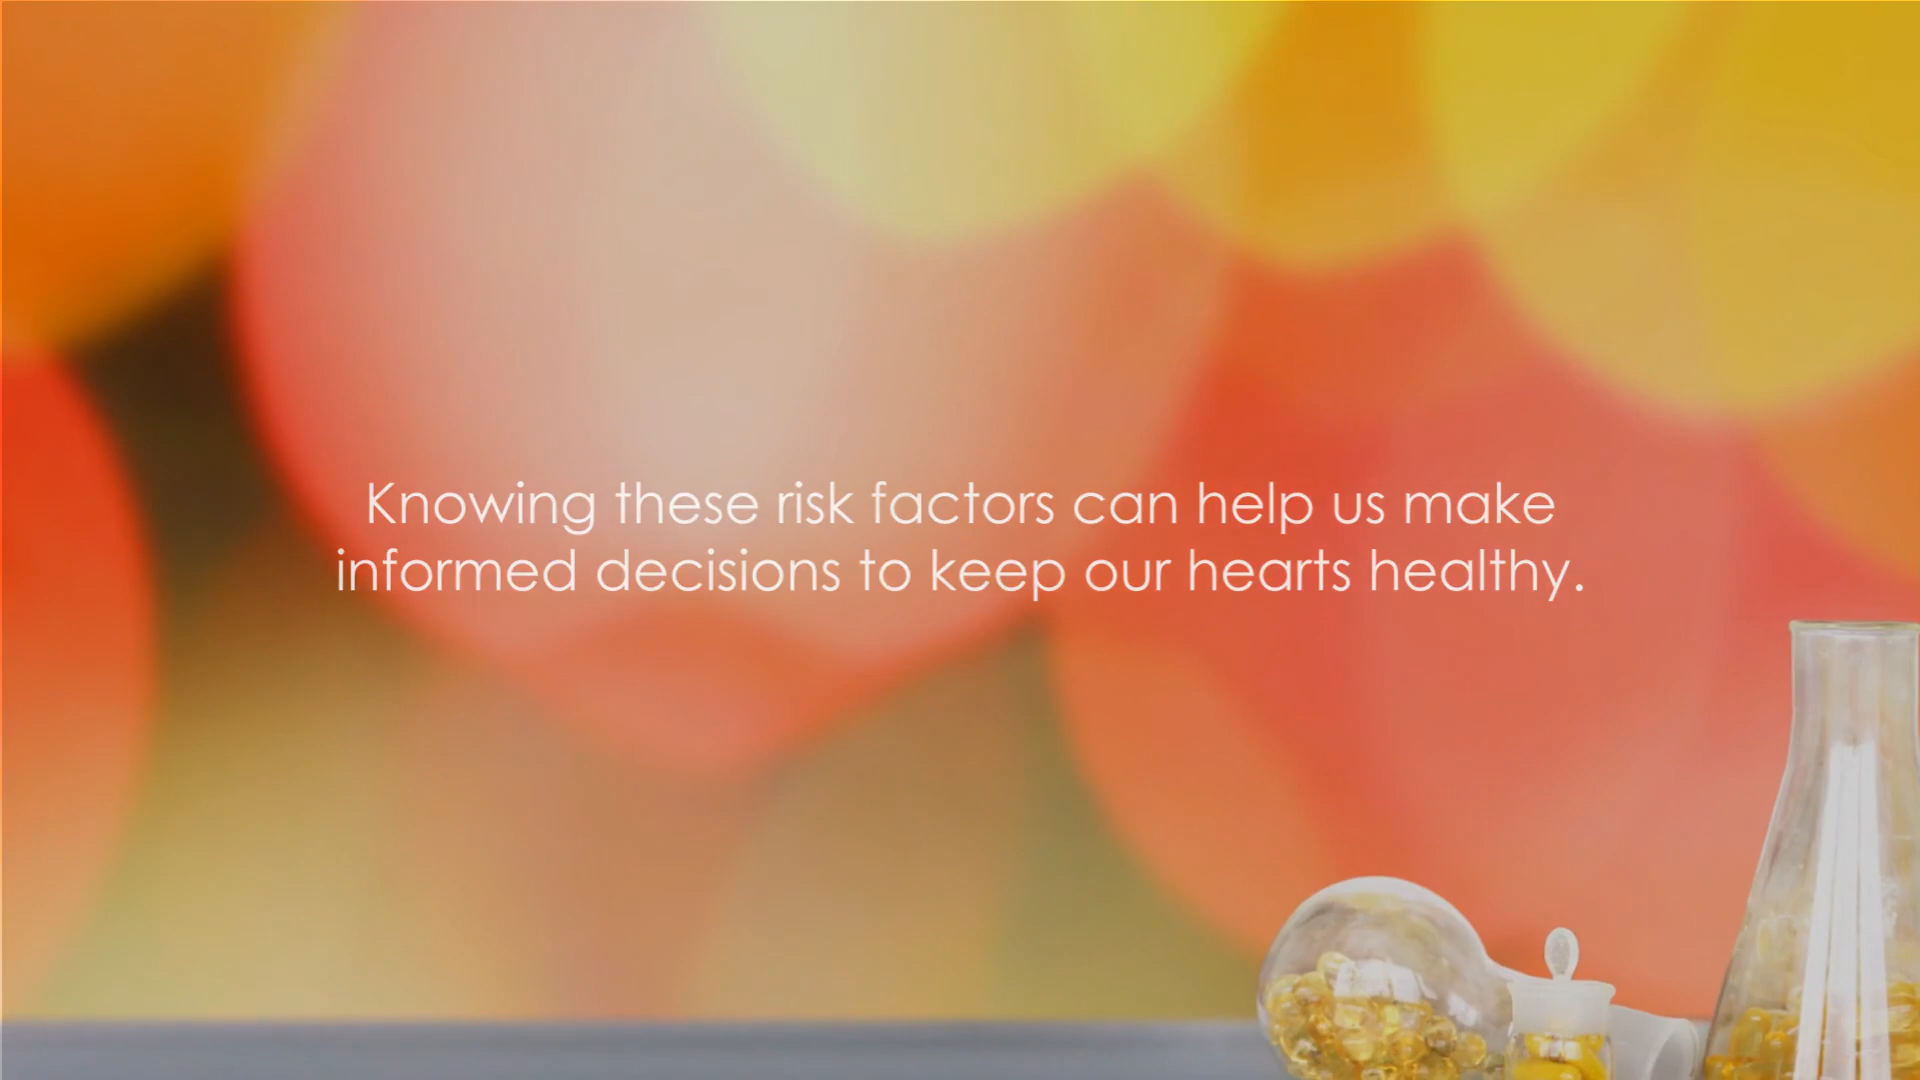 Knowing these risk factors can help us make
informed decisions to keep our hearts healthy.